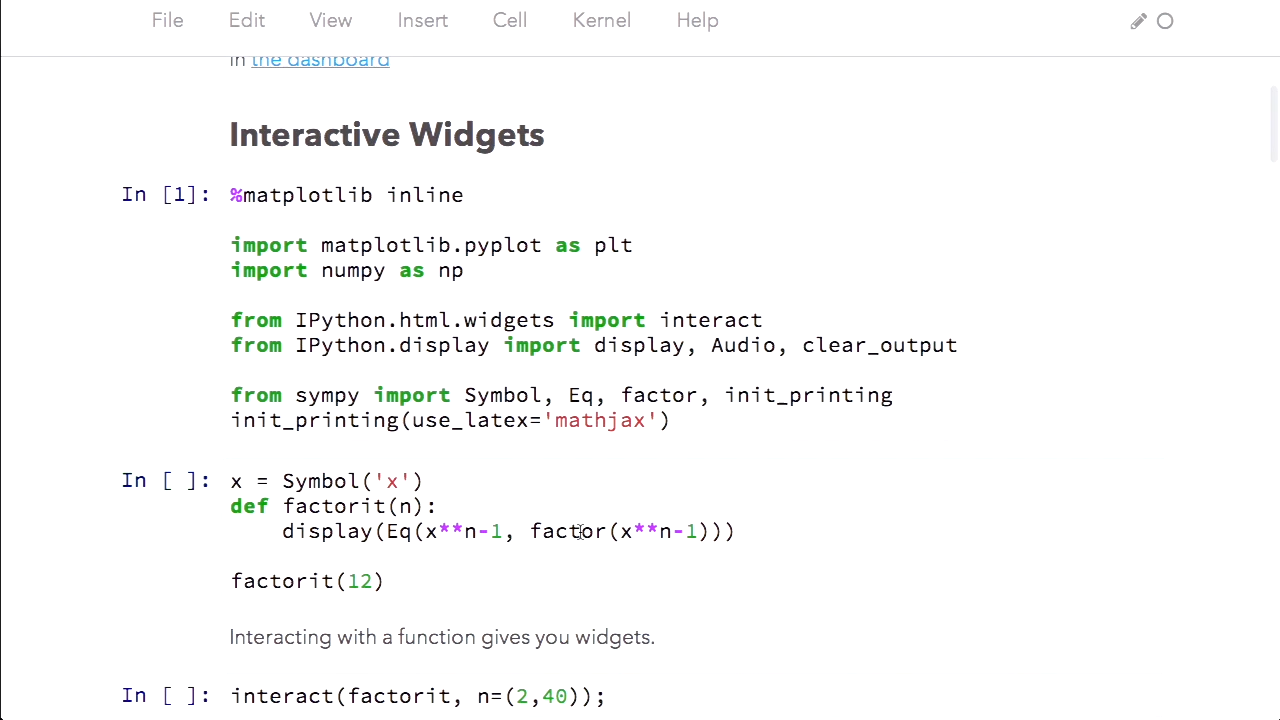 File Edit View Insert Cell Kernel Help
in the dashboard
Interactive Widgets
In [1]: %matplotlib inline
import matplotlib.pyplot as plt
import numpy as np
from IPython.html.widgets import interact
from IPython.display import display, Audio, clear_output
from sympy import Symbol, Eq, factor, init_printing
init_printing(use_latex='mathjax')
In [ ]: x = Symbol('x')
def factorit(n):
    display(Eq(x**n-1, factor(x**n-1)))
factorit(12)
Interacting with a function gives you widgets.
In [ ]: interact(factorit, n=(2,40));